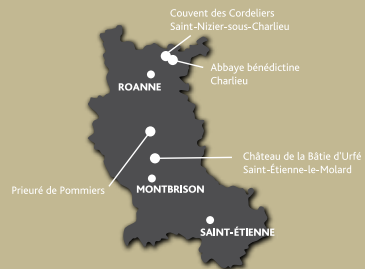 Couvent des Cordeliers
Saint-Nizier-sous-Charlieu
Abbaye bénédictine
Charlieu
ROANNE
Château de la Bâtie d'Urfé
Saint-Étienne-le-Molard
Prieuré de Pommiers
MONTBRISON
SAINT-ÉTIENNE